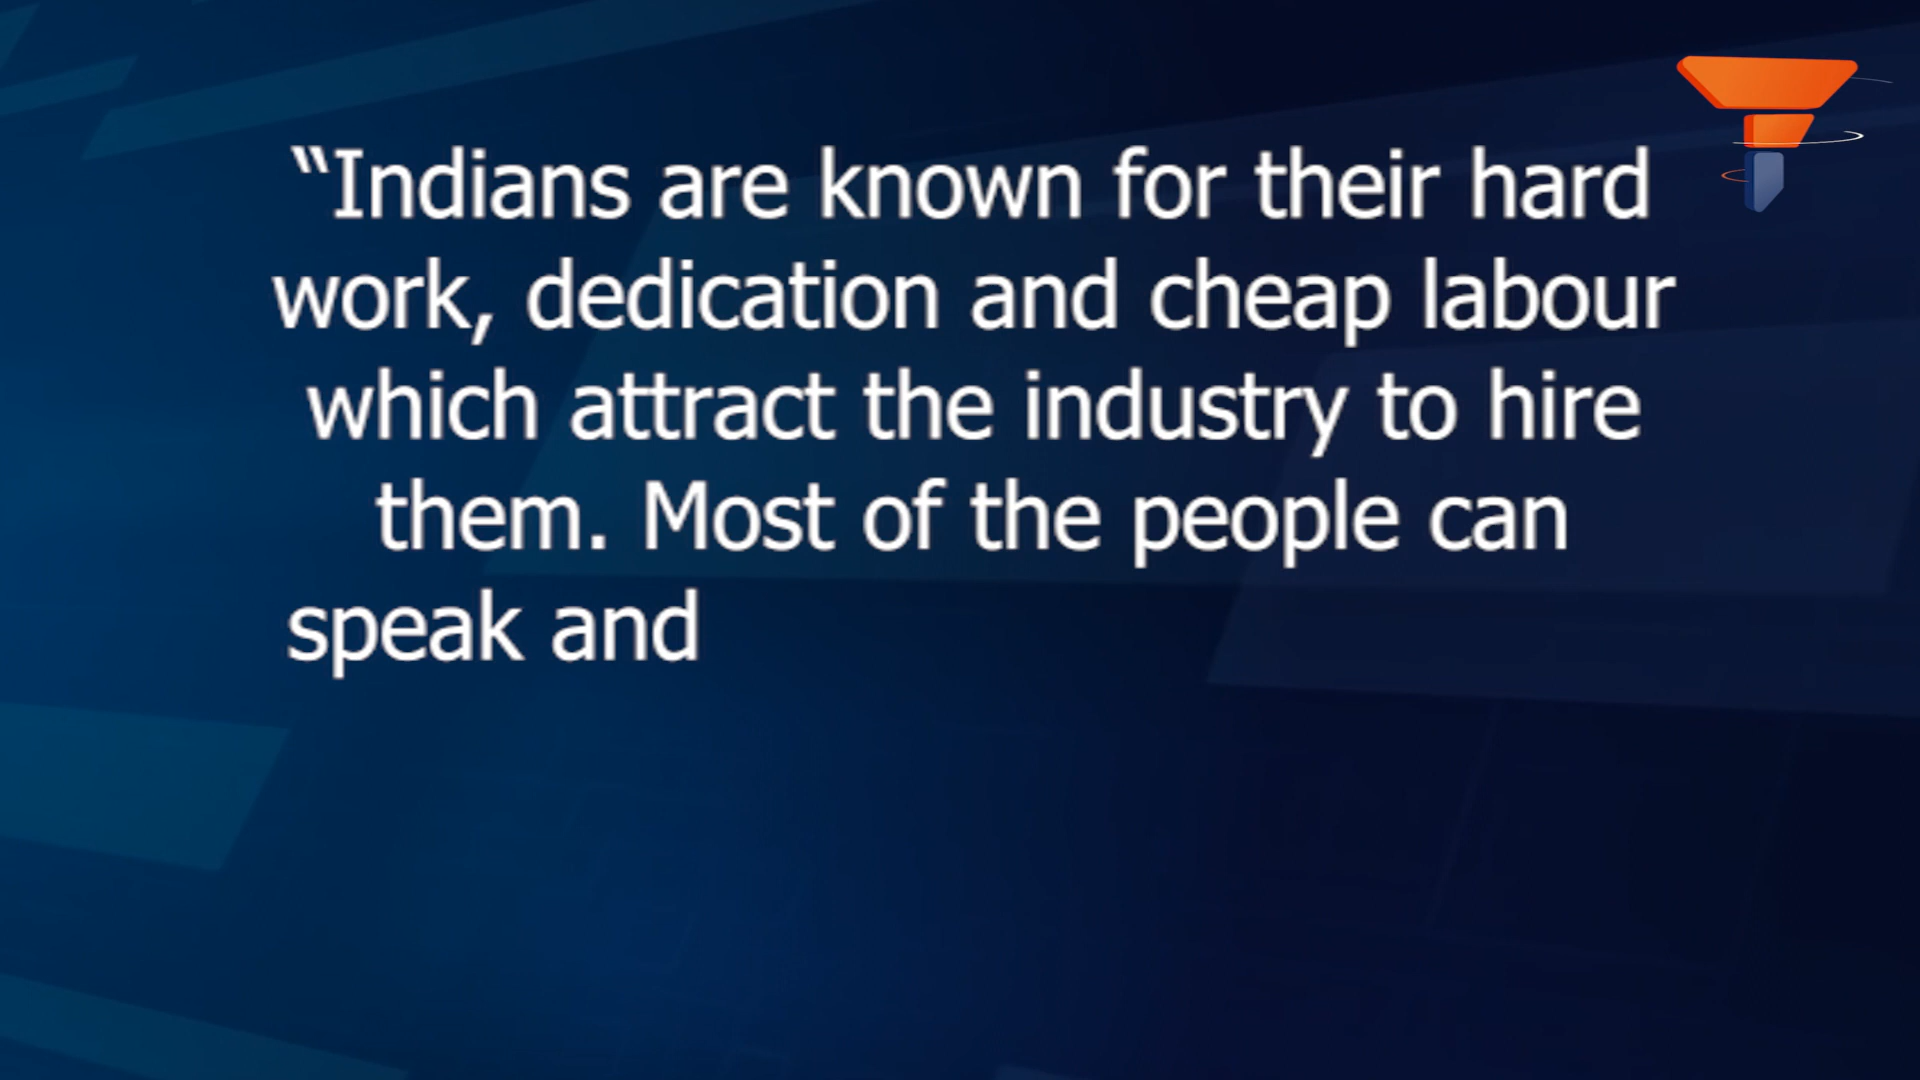 “Indians are known for their hard
work, dedication and cheap labour
which attract the industry to hire
them. Most of the people can
speak and